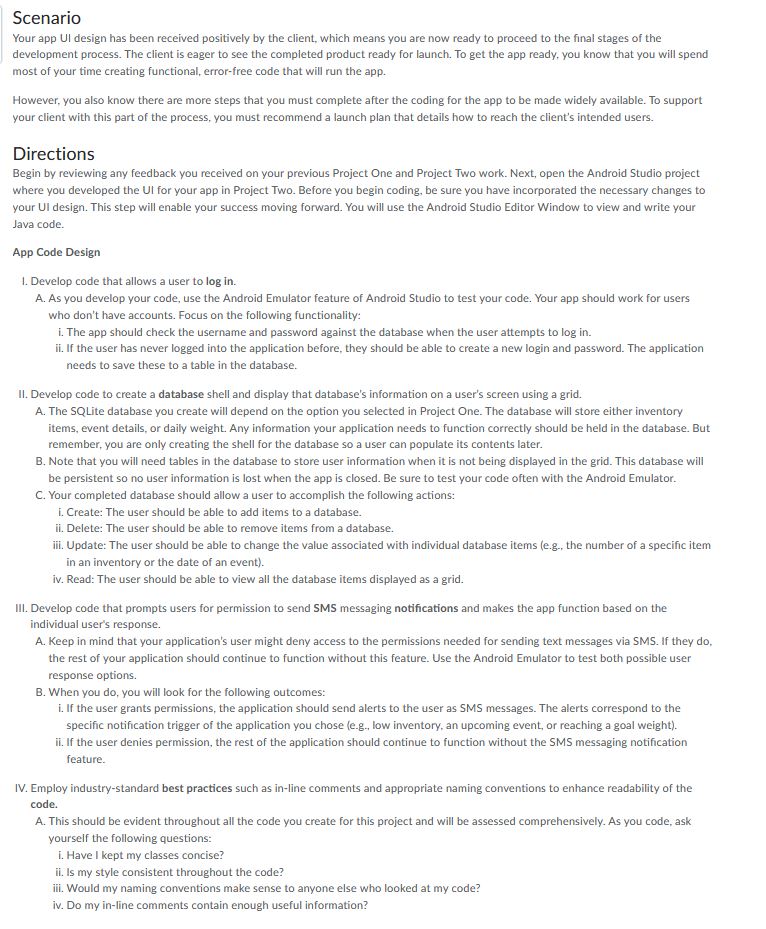 Scenario
Your app UI design has been received positively by the client, which means you are now ready to proceed to the final stages of the
development process. The client is eager to see the completed product ready for launch. To get the app ready, you know that you will spend
most of your time creating functional, error-free code that will run the app.
However, you also know there are more steps that you must complete after the coding for the app to be made widely available. To support
your client with this part of the process, you must recommend a launch plan that details how to reach the client's intended users.
Directions
Begin by reviewing any feedback you received on your previous Project One and Project Two work. Next, open the Android Studio project
where you developed the UI for your app in Project Two. Before you begin coding, be sure you have incorporated the necessary changes to
your UI design. This step will enable your success moving forward. You will use the Android Studio Editor Window to view and write your
Java code.
App Code Design
I. Develop code that allows a user to log in.
A. As you develop your code, use the Android Emulator feature of Android Studio to test your code. Your app should work for users
who don't have accounts. Focus on the following functionality:
i. The app should check the username and password against the database when the user attempts to log in.
ii. If the user has never logged into the application before, they should be able to create a new login and password. The application
needs to save these to a table in the database.
II. Develop code to create a database shell and display that database's information on a user's screen using a grid.
A. The SQLite database you create will depend on the option you selected in Project One. The database will store either inventory
items, event details, or daily weight. Any information your application needs to function correctly should be held in the database. But
remember, you are only creating the shell for the database so a user can populate its contents later.
B. Note that you will need tables in the database to store user information when it is not being displayed in the grid. This database will
be persistent so no user information is lost when the app is closed. Be sure to test your code often with the Android Emulator.
C. Your completed database should allow a user to accomplish the following actions:
i. Create: The user should be able to add items to a database.
ii. Delete: The user should be able to remove items from a database.
iii. Update: The user should be able to change the value associated with individual database items (e.g., the number of a specific item
in an inventory or the date of an event).
iv. Read: The user should be able to view all the database items displayed as a grid.
III. Develop code that prompts users for permission to send SMS messaging notifications and makes the app function based on the
individual user's response.
A. Keep in mind that your application's user might deny access to the permissions needed for sending text messages via SMS. If they do,
the rest of your application should continue to function without this feature. Use the Android Emulator to test both possible user
response options.
B. When you do, you will look for the following outcomes:
i. If the user grants permissions, the application should send alerts to the user as SMS messages. The alerts correspond to the
specific notification trigger of the application you chose (e.g., low inventory, an upcoming event, or reaching a goal weight).
ii. If the user denies permission, the rest of the application should continue to function without the SMS messaging notification
feature.
IV. Employ industry-standard best practices such as in-line comments and appropriate naming conventions to enhance readability of the
code.
A. This should be evident throughout all the code you create for this project and will be assessed comprehensively. As you code, ask
yourself the following questions:
i. Have I kept my classes concise?
ii. Is my style consistent throughout the code?
iii. Would my naming conventions make sense to anyone else who looked at my code?
iv. Do my in-line comments contain enough useful information?